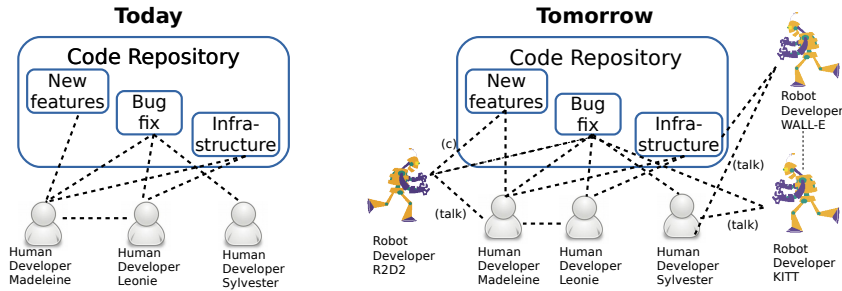 Today
Code Repository
New
features
Bug
fix
Infra-
structure
Human
Developer
Madeleine
Human
Developer
Leonie
Human
Developer
Sylvester
Tomorrow
Code Repository
New
features
Bug
fix
Infra-
structure
(c)
(talk)
(talk)
(talk)
Robot
Developer
R2D2
Human
Developer
Madeleine
Human
Developer
Leonie
Human
Developer
Sylvester
Robot
Developer
WALL-E
Robot
Developer
KITT